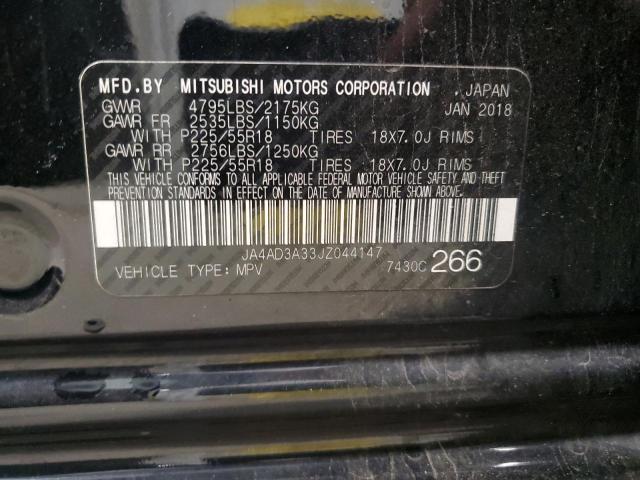 MFD.BY MITSUBISHI MOTORS CORPORATION . JAPAN
GVWR 4795LBS/2175KG JAN 2018
GAWR FR 2535LBS/1150KG
WITH P225/55R18 TIRES 18X7.0J RIMS
GAWR RR 2756LBS/1250KG
WITH P225/55R18 TIRES 18X7.0J RIMS
THIS VEHICLE CONFORMS TO ALL APPLICABLE FEDERAL MOTOR VEHICLE SAFETY AND THEFT
PREVENTION STANDARDS IN EFFECT ON THE DATE OF MANUFACTURE SHOWN ABOVE.
JA4AD3A33JZ044147
VEHICLE TYPE: MPV 7430C 266